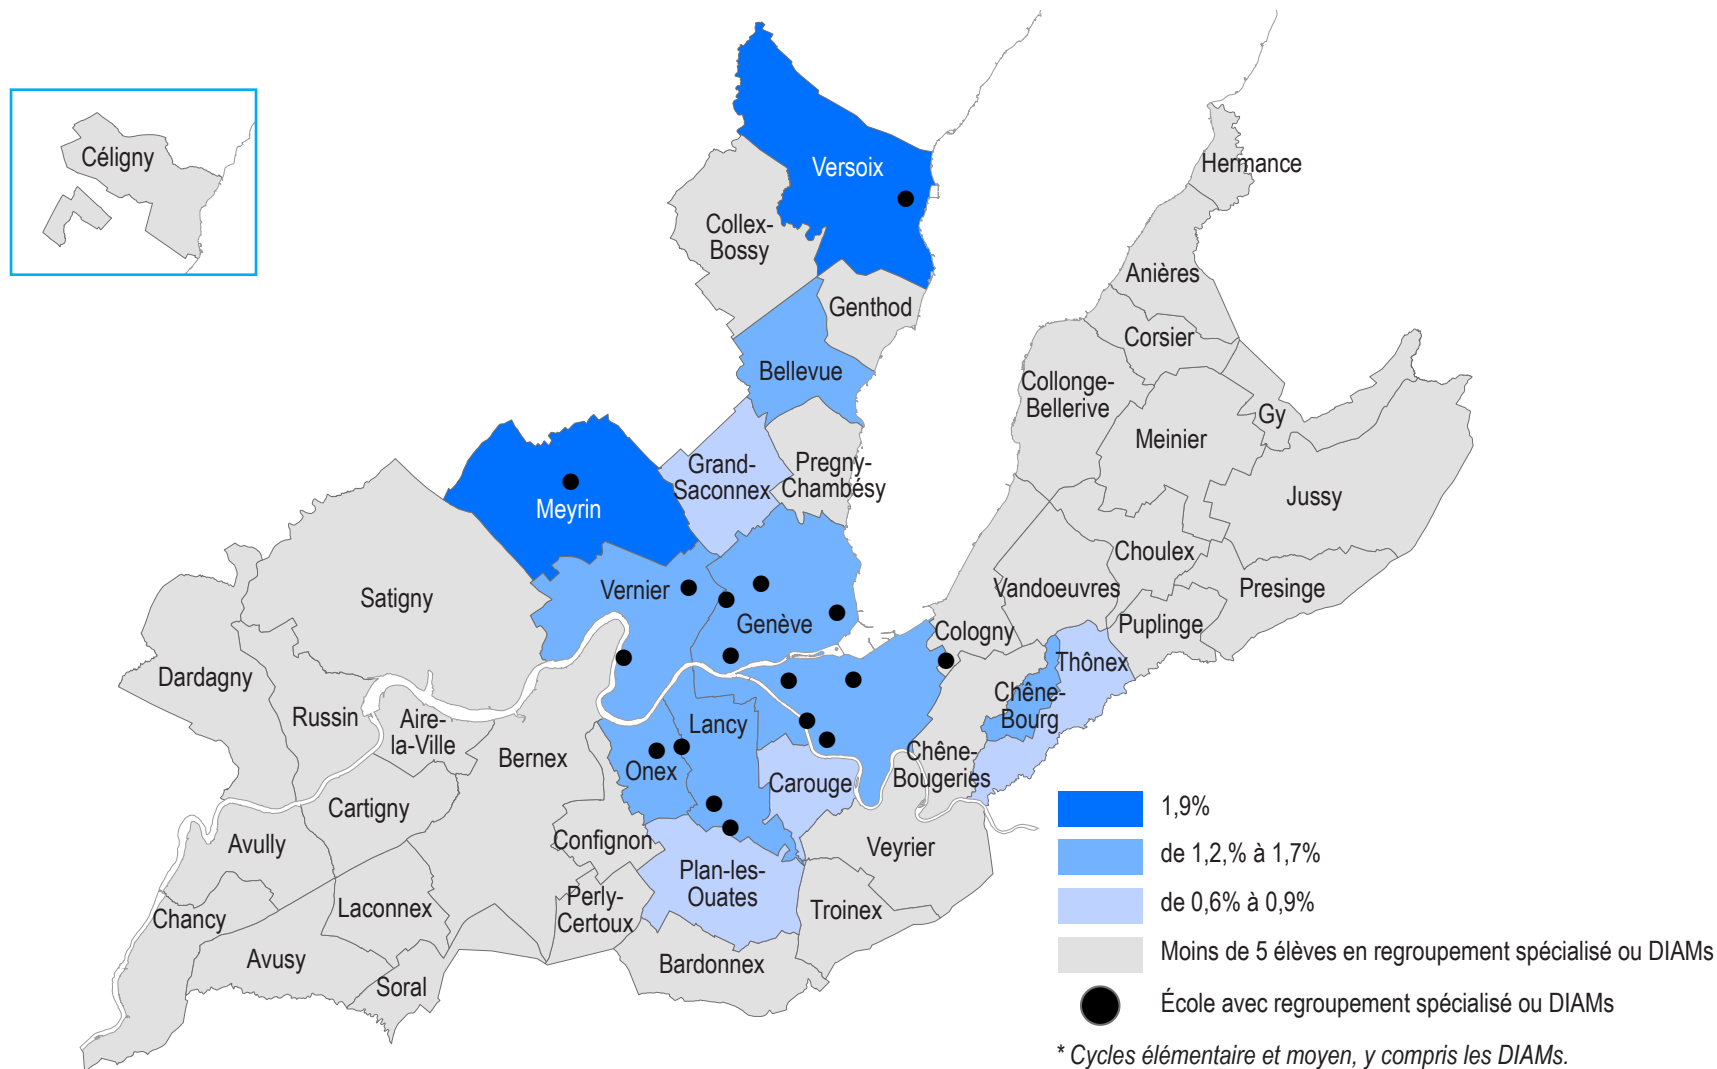 Céligny
Versoix
Hermance
Collex-
Bossy
Anières
Genthod
Corsier
Bellevue
Collonge-
Bellerive
Gy
Meinier
Grand-
Saconnex
Pregny-
Chambésy
Jussy
Meyrin
Choulex
Satigny
Vernier
Vandoeuvres
Presinge
Genève
Cologny
Puplinge
Dardagny
Thônex
Chêne-
Bourg
Russin
Aire-
la-Ville
Lancy
Bernex
Onex
Chêne-
Bougeries
Carouge
Cartigny
Avully
Confignon
Veyrier
Plan-les-
Ouates
Chancy
Laconnex
Perly-
Certoux
Troinex
Avusy
Bardonnex
Soral
1,9%
de 1,2,% à 1,7%
de 0,6% à 0,9%
Moins de 5 élèves en regroupement spécialisé ou DIAMs
École avec regroupement spécialisé ou DIAMs
* Cycles élémentaire et moyen, y compris les DIAMs.